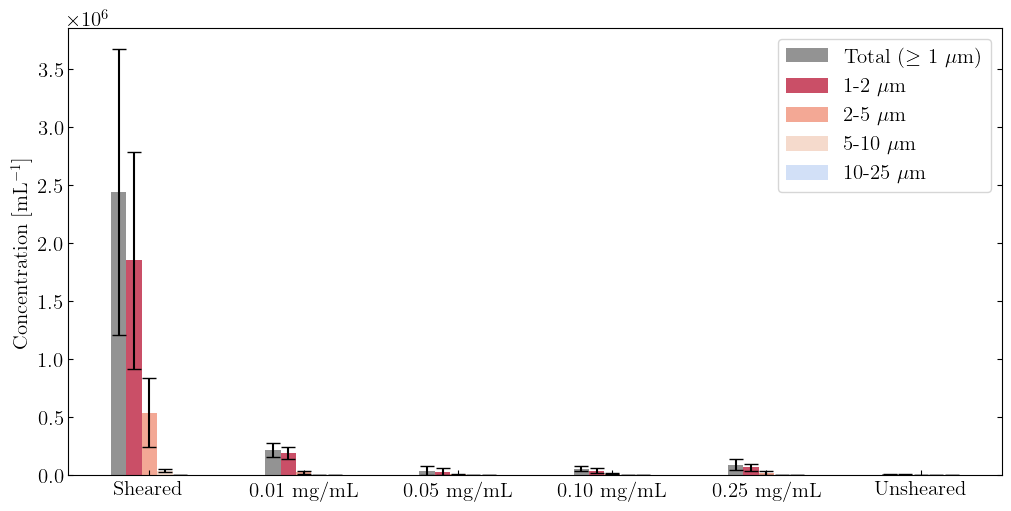 ×10⁶
Concentration [mL⁻¹]
3.5
3.0
2.5
2.0
1.5
1.0
0.5
0.0
Total (≥ 1 μm)
1-2 μm
2-5 μm
5-10 μm
10-25 μm
Sheared 0.01 mg/mL 0.05 mg/mL 0.10 mg/mL 0.25 mg/mL Unsheared